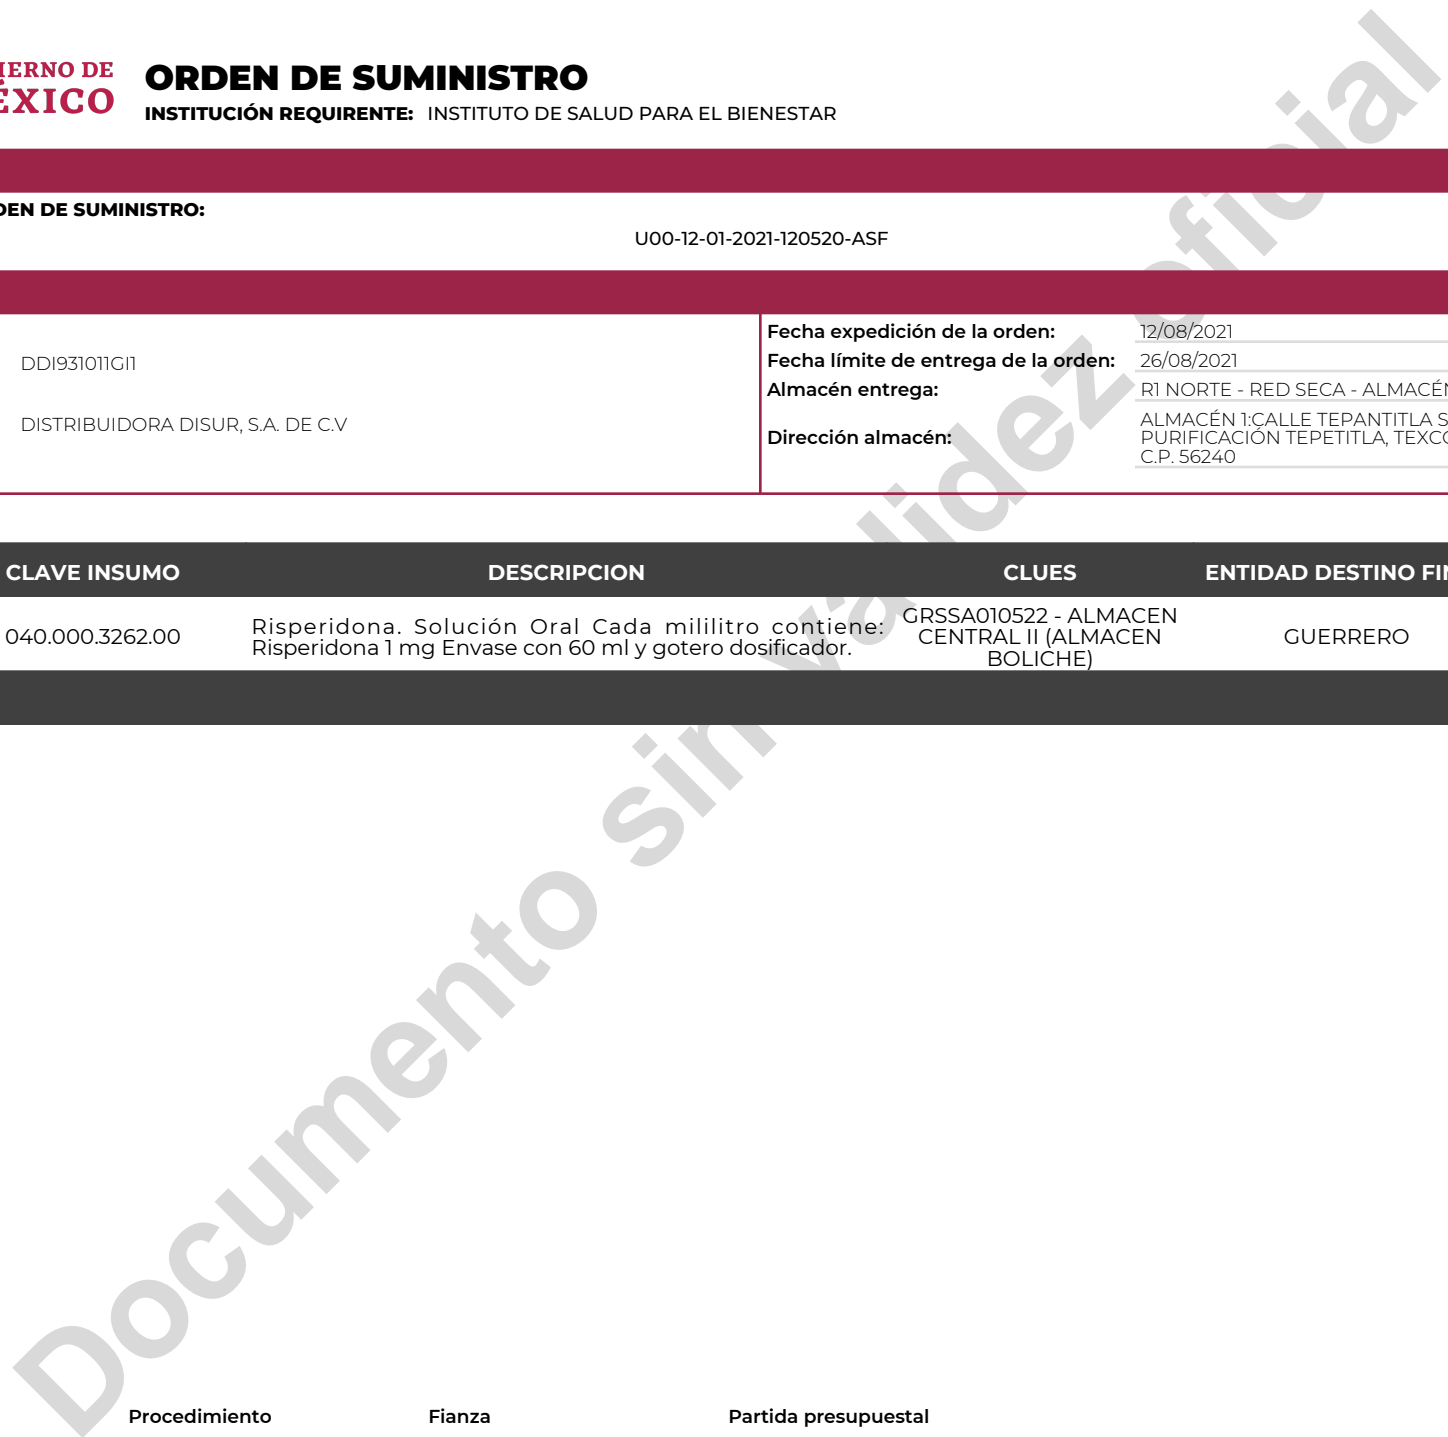 IERNO DE
ÉXICO
ORDEN DE SUMINISTRO
INSTITUCIÓN REQUIRENTE: INSTITUTO DE SALUD PARA EL BIENESTAR
DEN DE SUMINISTRO:
U00-12-01-2021-120520-ASF
DDI931011GI1
DISTRIBUIDORA DISUR, S.A. DE C.V
Fecha expedición de la orden: 12/08/2021
Fecha límite de entrega de la orden: 26/08/2021
Almacén entrega: R1 NORTE - RED SECA - ALMACÉN
Dirección almacén:
ALMACÉN 1:CALLE TEPANTITLA S
PURIFICACIÓN TEPETITLA, TEXCO
C.P. 56240
CLAVE INSUMO DESCRIPCION CLUES ENTIDAD DESTINO FIN
040.000.3262.00
Risperidona. Solución Oral Cada mililitro contiene:
Risperidona 1 mg Envase con 60 ml y gotero dosificador.
GRSSA010522 - ALMACEN
CENTRAL II (ALMACEN
BOLICHE)
GUERRERO
Documento sin validez oficial
Procedimiento Fianza Partida presupuestal